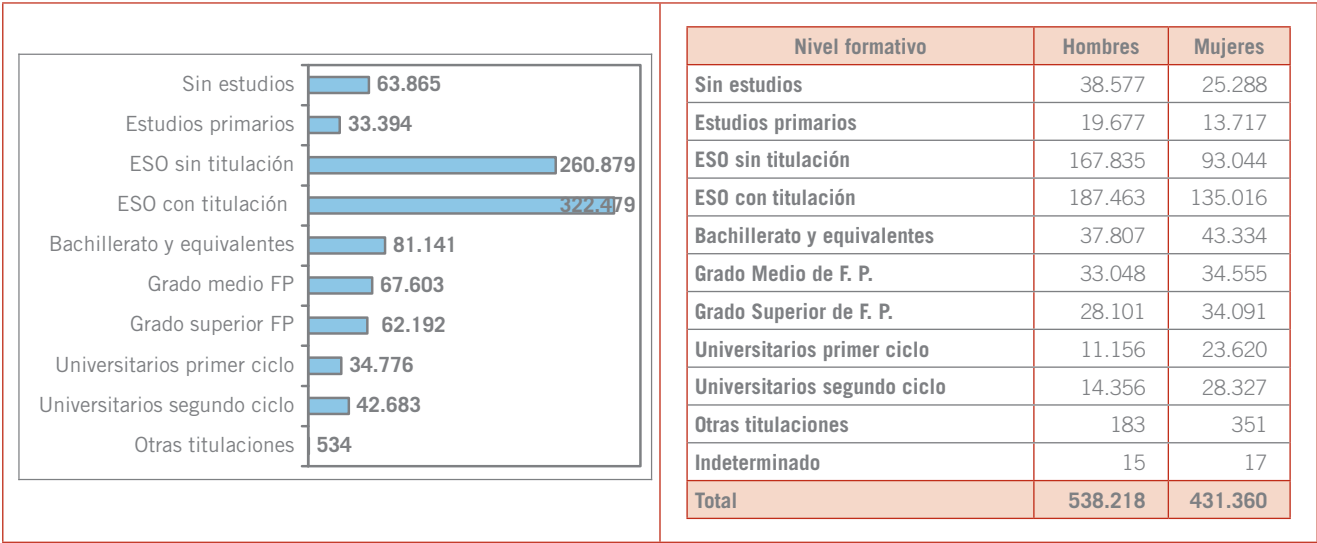 Sin estudios 63.865
Estudios primarios 33.394
ESO sin titulación 260.879
ESO con titulación 322.479
Bachillerato y equivalentes 81.141
Grado medio FP 67.603
Grado superior FP 62.192
Universitarios primer ciclo 34.776
Universitarios segundo ciclo 42.683
Otras titulaciones 534
Nivel formativo Hombres Mujeres
Sin estudios 38.577 25.288
Estudios primarios 19.677 13.717
ESO sin titulación 167.835 93.044
ESO con titulación 187.463 135.016
Bachillerato y equivalentes 37.807 43.334
Grado Medio de F. P. 33.048 34.555
Grado Superior de F. P. 28.101 34.091
Universitarios primer ciclo 11.156 23.620
Universitarios segundo ciclo 14.356 28.327
Otras titulaciones 183 351
Indeterminado 15 17
Total 538.218 431.360